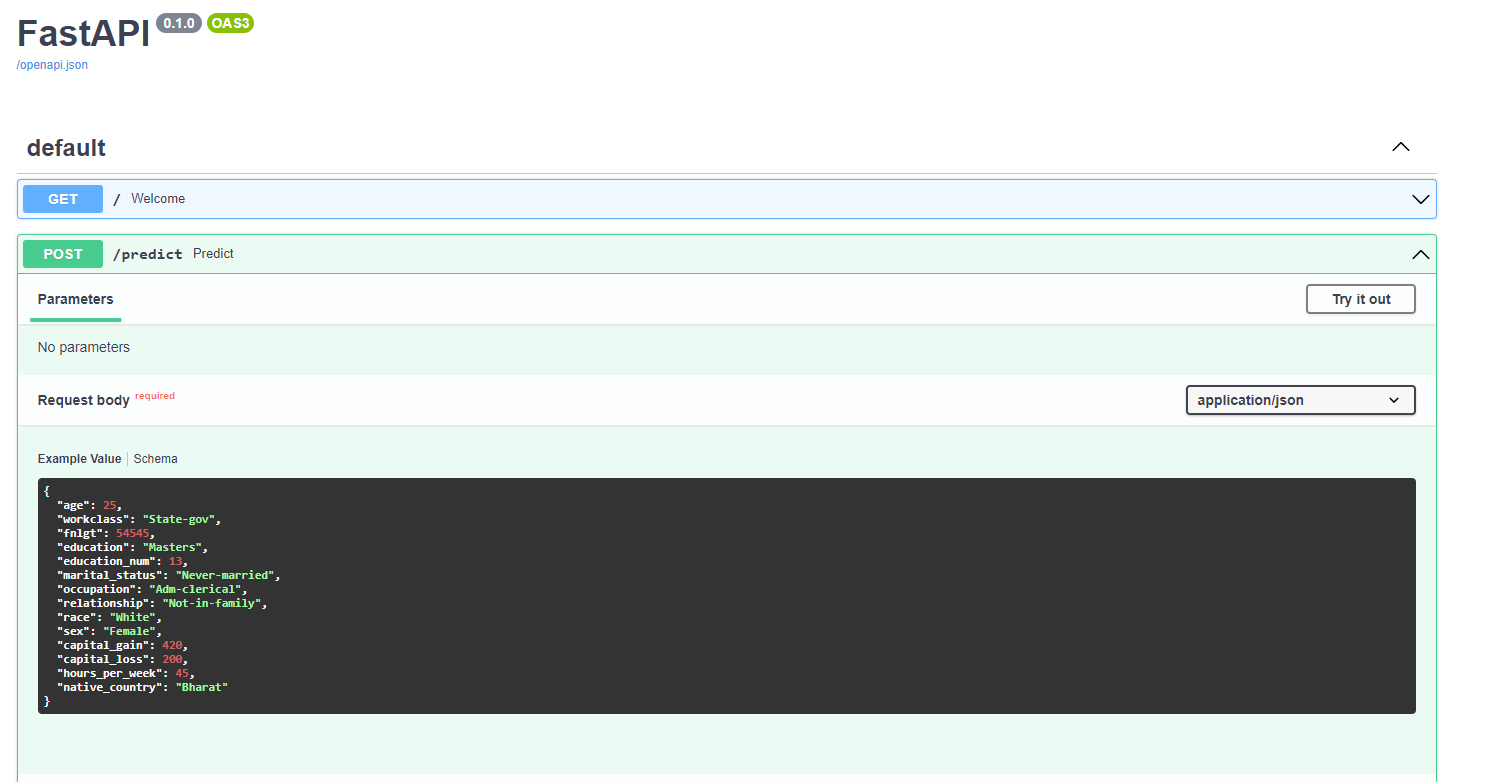 FastAPI 0.1.0 OAS3
/openapi.json
default
GET / Welcome
POST /predict Predict
Parameters Try it out
No parameters
Request body required application/json
Example Value Schema
{
  "age": 25,
  "workclass": "State-gov",
  "fnlgt": 54545,
  "education": "Masters",
  "education_num": 13,
  "marital_status": "Never-married",
  "occupation": "Adm-clerical",
  "relationship": "Not-in-family",
  "race": "White",
  "sex": "Female",
  "capital_gain": 420,
  "capital_loss": 200,
  "hours_per_week": 45,
  "native_country": "Bharat"
}